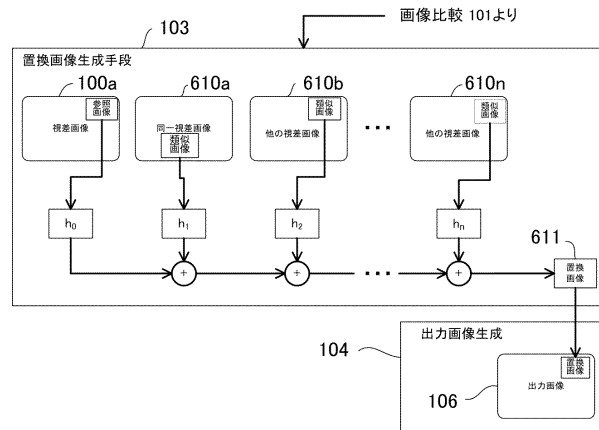 画像比較 101より
103
置換画像生成手段
100a
610a
610b
610n
参照
画像
視差画像
同一視差画像
類似
画像
類似
画像
他の視差画像
・・・
類似
画像
他の視差画像
h0
h1
h2
hn
611
+
+
・・・
+
置換
画像
104
出力画像生成
置換
画像
106
出力画像